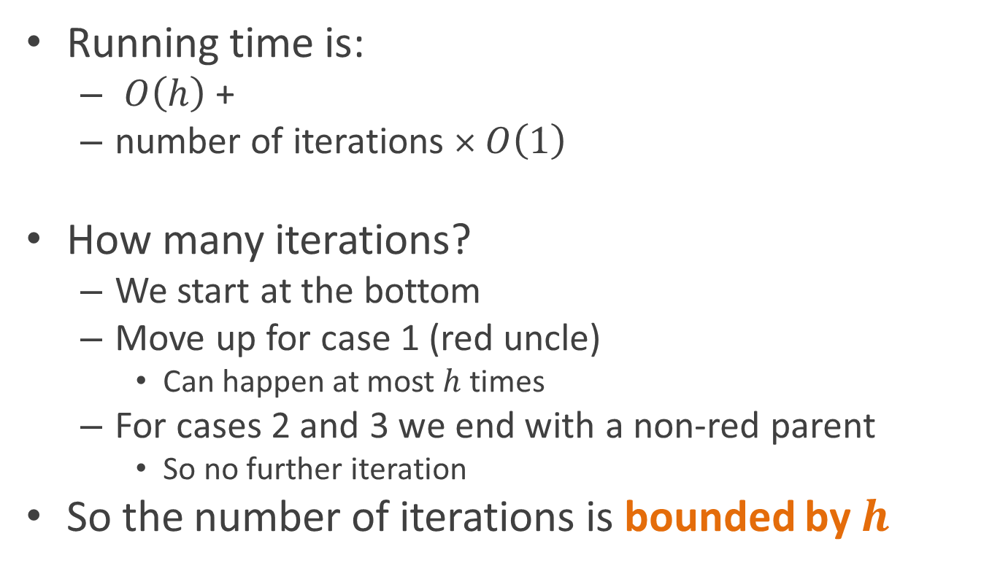 • Running time is:
– O(h) +
– number of iterations × O(1)
• How many iterations?
– We start at the bottom
– Move up for case 1 (red uncle)
• Can happen at most h times
– For cases 2 and 3 we end with a non-red parent
• So no further iteration
• So the number of iterations is bounded by h